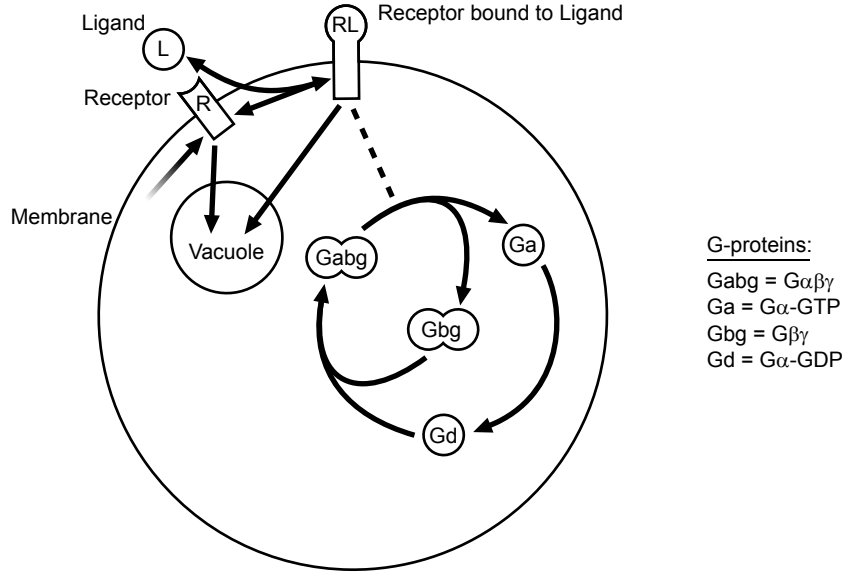 Ligand
L
RL
Receptor bound to Ligand
Receptor
R
Membrane
Vacuole
Gabg
Ga
Gbg
Gd
G-proteins:
Gabg = Gαβγ
Ga = Gα-GTP
Gbg = Gβγ
Gd = Gα-GDP